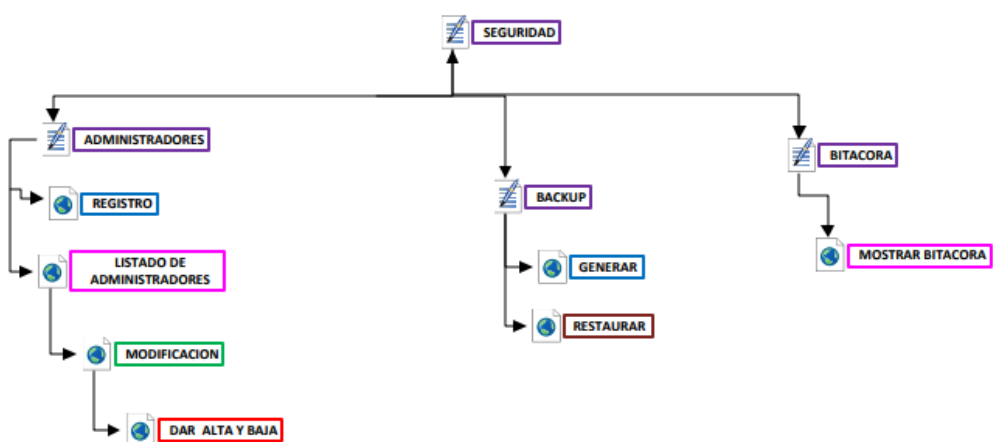 SEGURIDAD
ADMINISTRADORES
BITACORA
REGISTRO
BACKUP
LISTADO DE
ADMINISTRADORES
MOSTRAR BITACORA
GENERAR
RESTAURAR
MODIFICACION
DAR ALTA Y BAJA